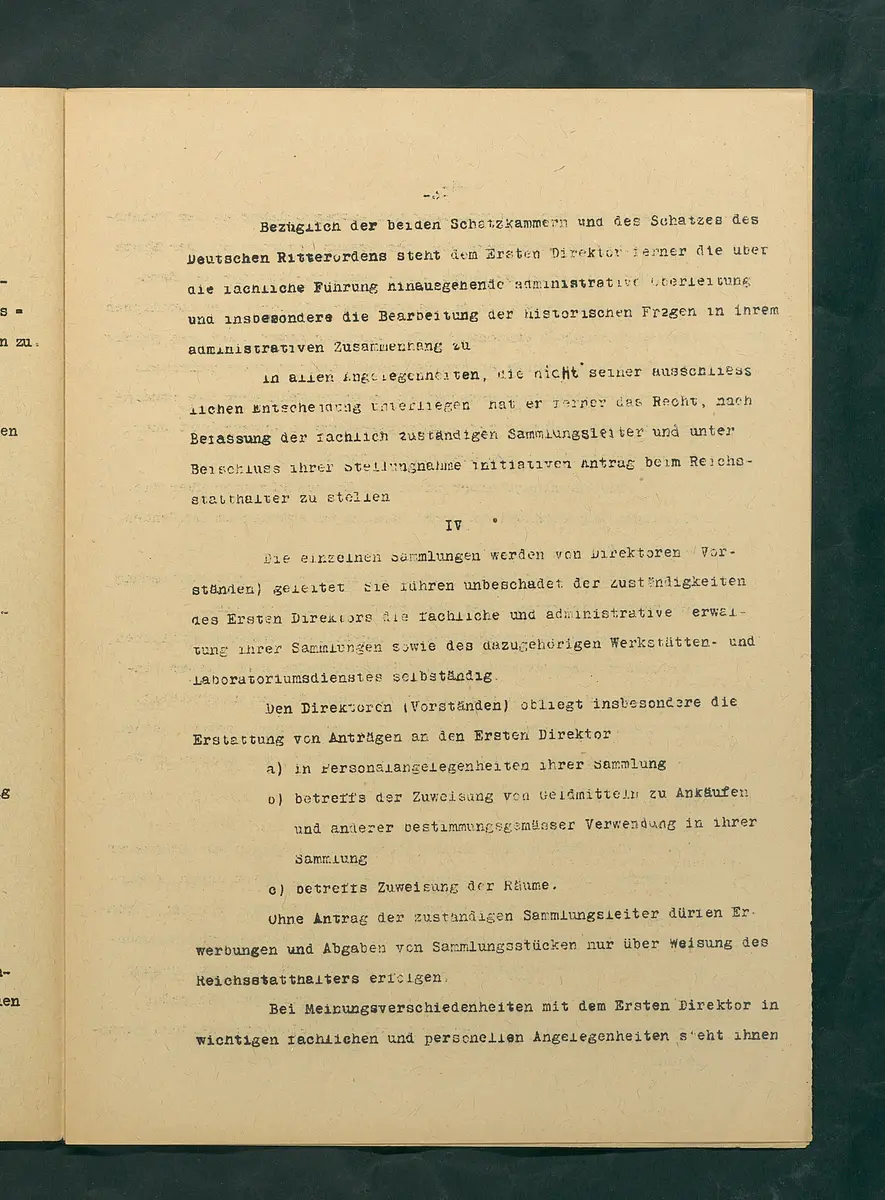 -
s =
n zu.
en
-
g
-
en
-3-
Bezüglich der beiden Schatzkammern und des Schatzes des
Deutschen Ritterordens steht dem Ersten Direktor ferner die über
die fachliche Führung hinausgehende administrative Oberleitung
und insbesondere die Bearbeitung der historischen Fragen in ihrem
administrativen Zusammenhang zu
In allen Angelegenheiten, die nicht seiner ausschliess
lichen Entscheidung unterliegen hat er ferner das Recht, nach
Befassung der fachlich zuständigen Sammlungsleiter und unter
Beischluss ihrer Stellungnahme initiativen Antrag beim Reichs-
statthalter zu stellen
IV
Die einzelnen Sammlungen werden von Direktoren (Vor-
ständen) geleitet Sie führen unbeschadet der Zuständigkeiten
des Ersten Direktors die fachliche und administrative Verwal-
tung ihrer Sammlungen sowie des dazugehörigen Werkstätten- und
Laboratoriumsdienstes selbständig.
Den Direktoren (Vorständen) obliegt insbesondere die
Erstattung von Anträgen an den Ersten Direktor
a) in Personalangelegenheiten ihrer Sammlung
b) betreffs der Zuweisung von Geldmitteln zu Ankäufen
und anderer bestimmungsgemässer Verwendung in ihrer
Sammlung
c) betreffs Zuweisung der Räume.
Ohne Antrag der zuständigen Sammlungsleiter dürfen Er-
werbungen und Abgaben von Sammlungsstücken nur über Weisung des
Reichsstatthalters erfolgen.
Bei Meinungsverschiedenheiten mit dem Ersten Direktor in
wichtigen fachlichen und personellen Angelegenheiten steht ihnen